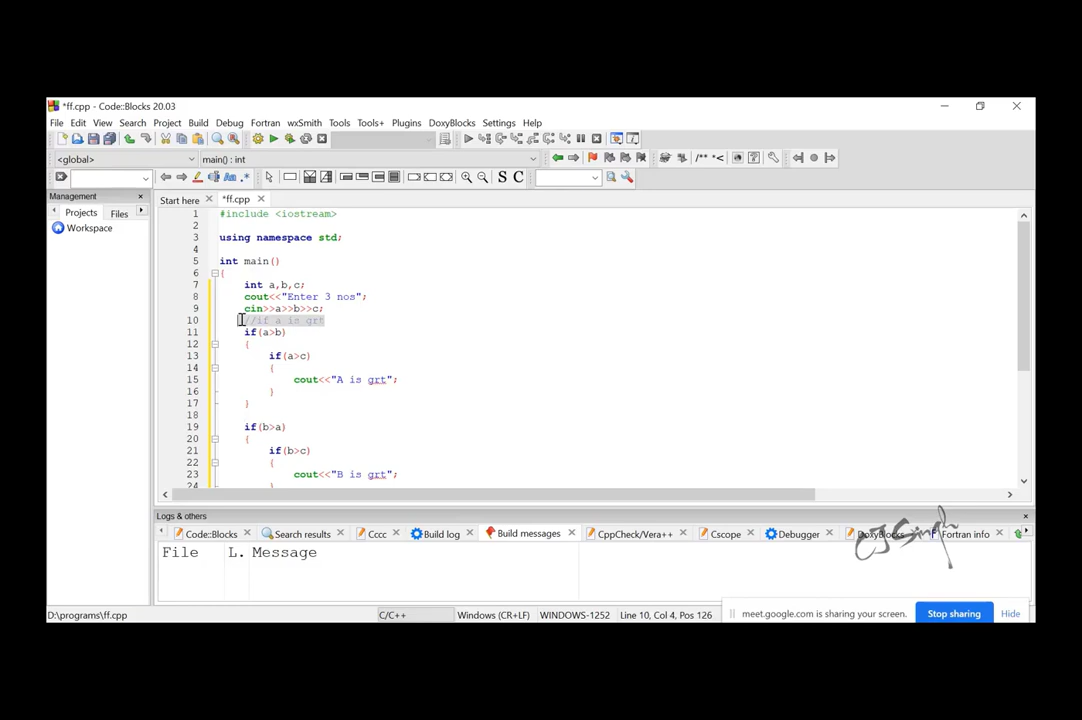 *ff.cpp - Code::Blocks 20.03
File Edit View Search Project Build Debug Fortran wxSmith Tools Tools+ Plugins DoxyBlocks Settings Help
<global> main() : int
/** *<
Aa .* S C
Management
Projects Files
Workspace
Start here *ff.cpp
1 #include <iostream>
2
3 using namespace std;
4
5 int main()
6 {
7 int a,b,c;
8 cout<<"Enter 3 nos";
9 cin>>a>>b>>c;
10 //if a is grt
11 if(a>b)
12 {
13 if(a>c)
14 {
15 cout<<"A is grt";
16 }
17 }
18
19 if(b>a)
20 {
21 if(b>c)
22 {
23 cout<<"B is grt";
24 }
Logs & others
Code::Blocks Search results Cccc Build log Build messages CppCheck/Vera++ Cscope Debugger DoxyBlocks Fortran info
File L. Message
CJSingh
D:\programs\ff.cpp C/C++ Windows (CR+LF) WINDOWS-1252 Line 10, Col 4, Pos 126
meet.google.com is sharing your screen. Stop sharing Hide